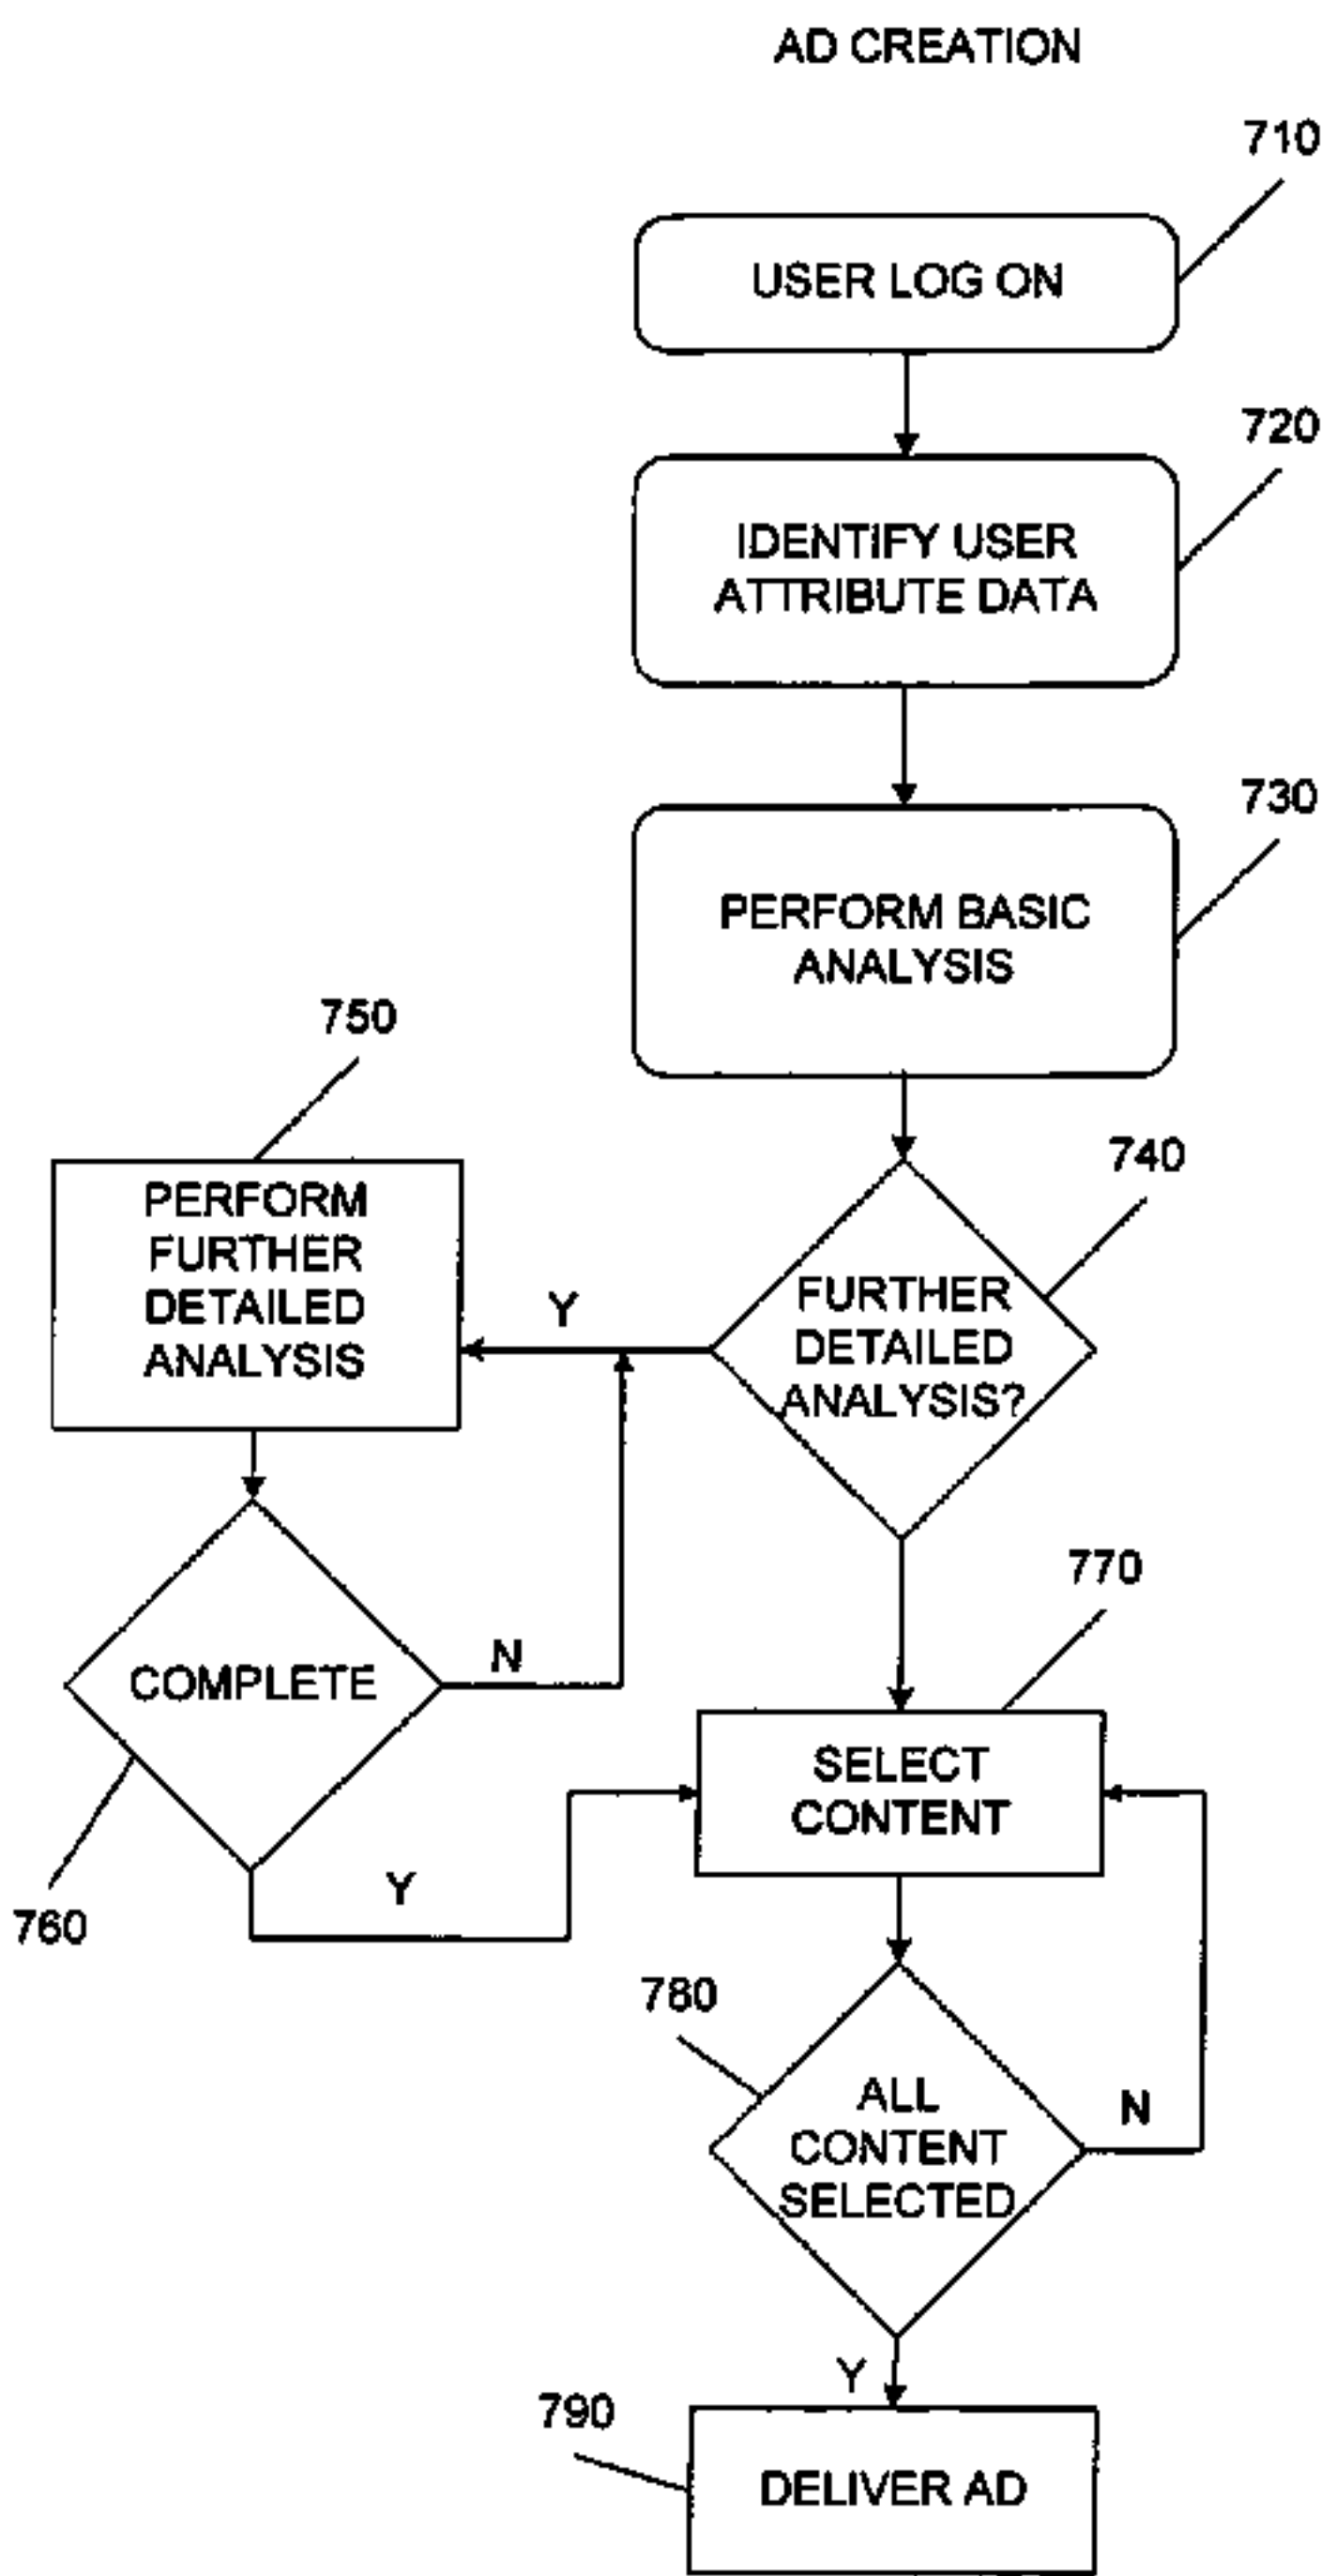 AD CREATION
710
USER LOG ON
720
IDENTIFY USER
ATTRIBUTE DATA
730
PERFORM BASIC
ANALYSIS
750
740
PERFORM
FURTHER
DETAILED
ANALYSIS
Y
FURTHER
DETAILED
ANALYSIS?
770
COMPLETE
N
SELECT
CONTENT
760
Y
780
ALL
CONTENT
SELECTED
N
Y
790
DELIVER AD